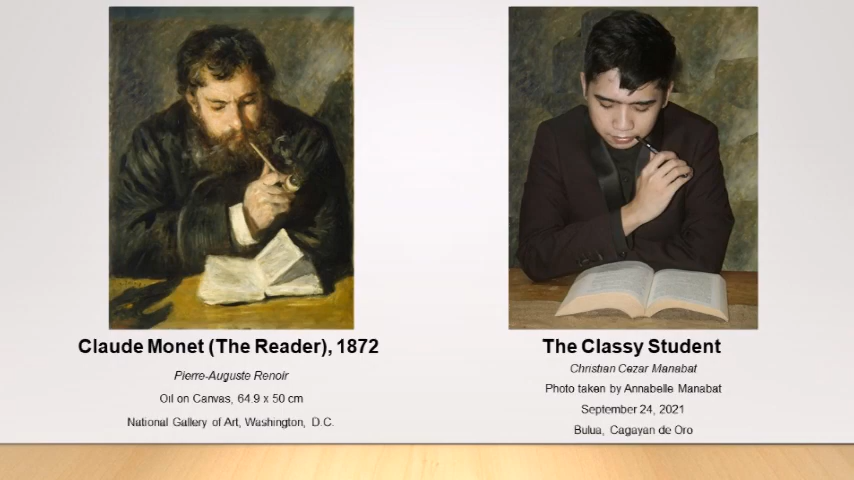 Claude Monet (The Reader), 1872
Pierre-Auguste Renoir
Oil on Canvas, 64.9 x 50 cm
National Gallery of Art, Washington, D.C.
The Classy Student
Christian Cezar Manabat
Photo taken by Annabelle Manabat
September 24, 2021
Bulua, Cagayan de Oro